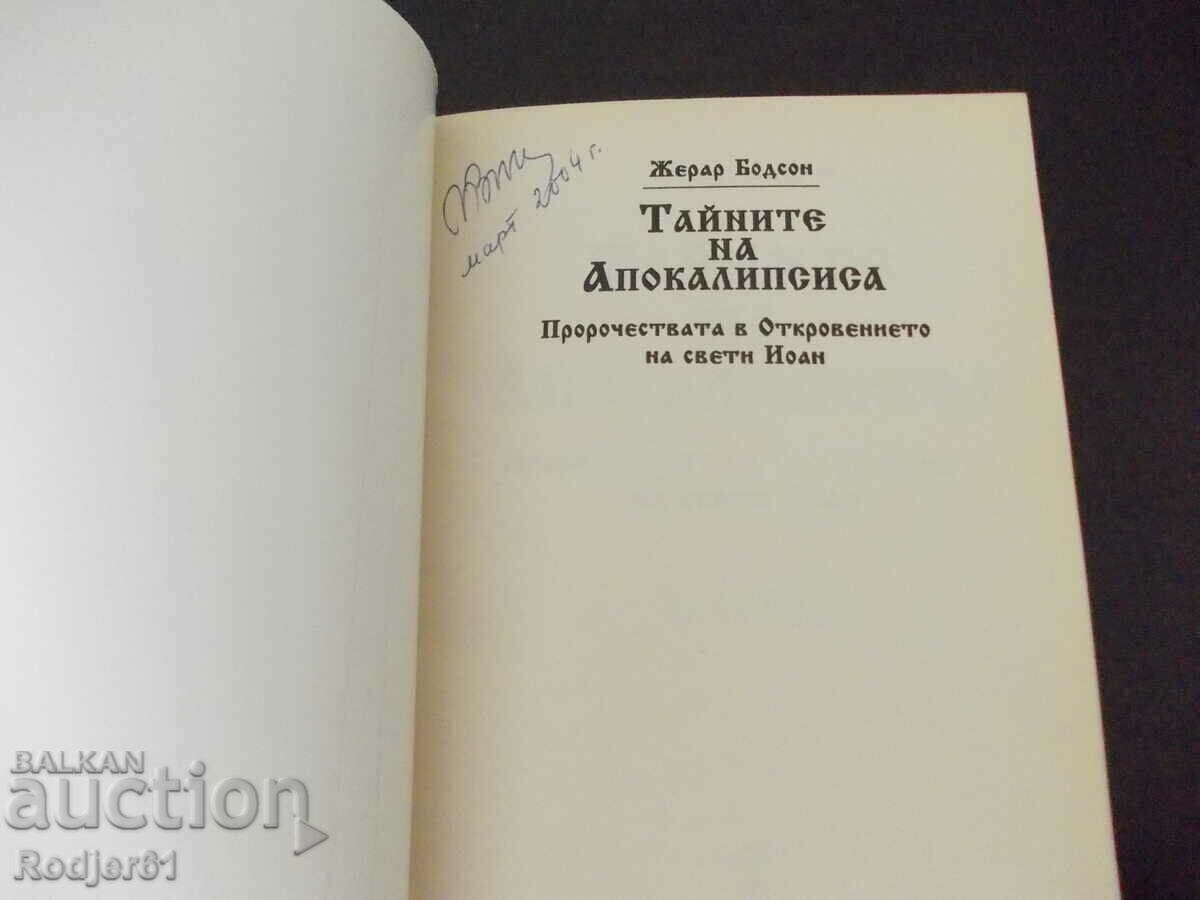 март 2004 г.
Жерар Бодсон
Тайните
на
Апокалипсиса
Пророчествата в Откровението
на свети Иоан
BALKAN
auction
Rodjer61